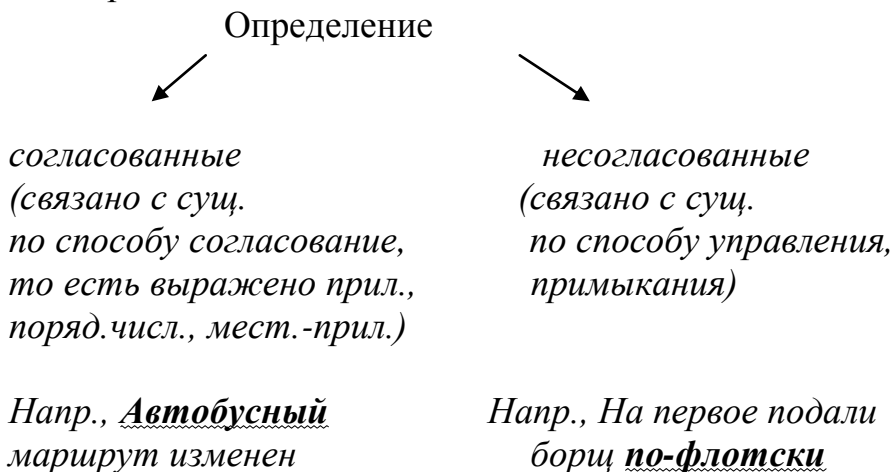 Определение
согласованные
(связано с сущ.
по способу согласование,
то есть выражено прил.,
поряд.числ., мест.-прил.)
Напр., Автобусный
маршрут изменен
несогласованные
(связано с сущ.
по способу управления,
примыкания)
Напр., На первое подали
борщ по-флотски